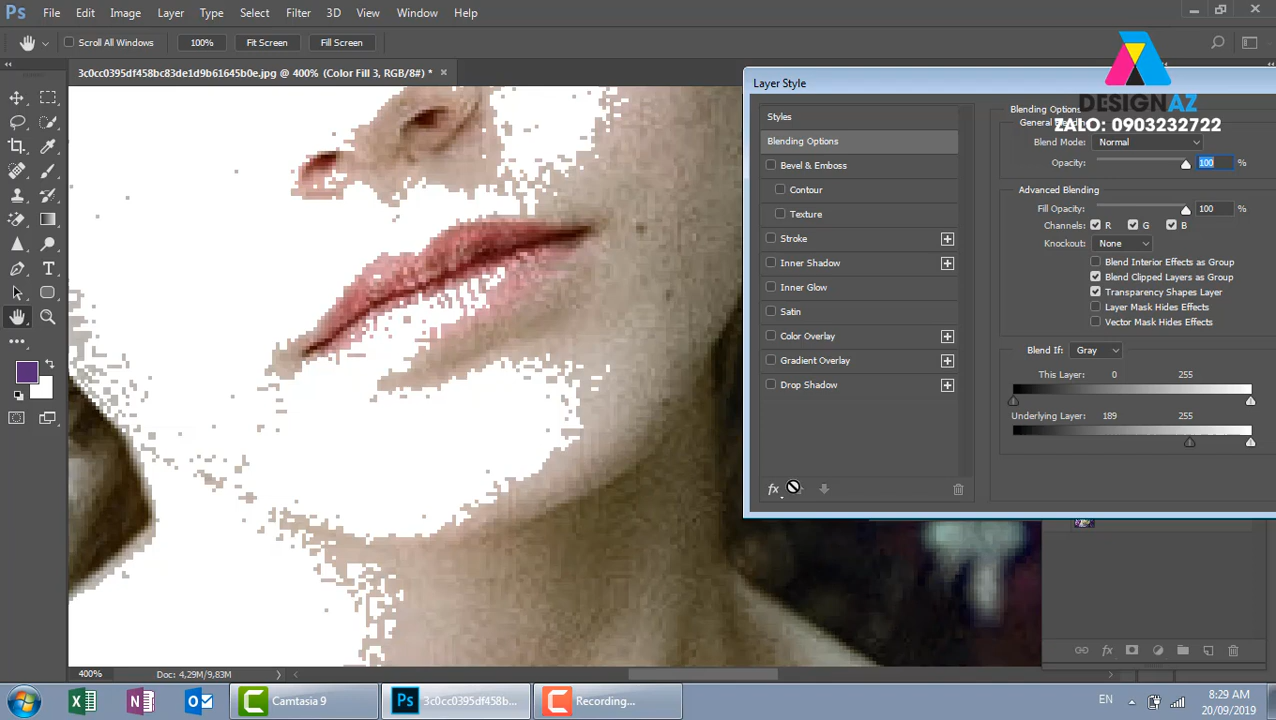 Ps File Edit Image Layer Type Select Filter 3D View Window Help
Scroll All Windows 100% Fit Screen Fill Screen
3c0cc0395df458bc83de1d9b61645b0e.jpg @ 400% (Color Fill 3, RGB/8#) * ×
DESIGNAZ
ZALO: 0903232722
Layer Style
Styles
Blending Options
Bevel & Emboss
Contour
Texture
Stroke
Inner Shadow
Inner Glow
Satin
Color Overlay
Gradient Overlay
Drop Shadow
fx
Blending Options
General Blending
Blend Mode: Normal
Opacity: 100 %
Advanced Blending
Fill Opacity: 100 %
Channels: R G B
Knockout: None
Blend Interior Effects as Group
Blend Clipped Layers as Group
Transparency Shapes Layer
Layer Mask Hides Effects
Vector Mask Hides Effects
Blend If: Gray
This Layer: 0 255
Underlying Layer: 189 255
T
fx
400% Doc: 4,29M/9,83M
Camtasia 9
Ps 3c0cc0395df458b...
Recording...
EN
8:29 AM
20/09/2019